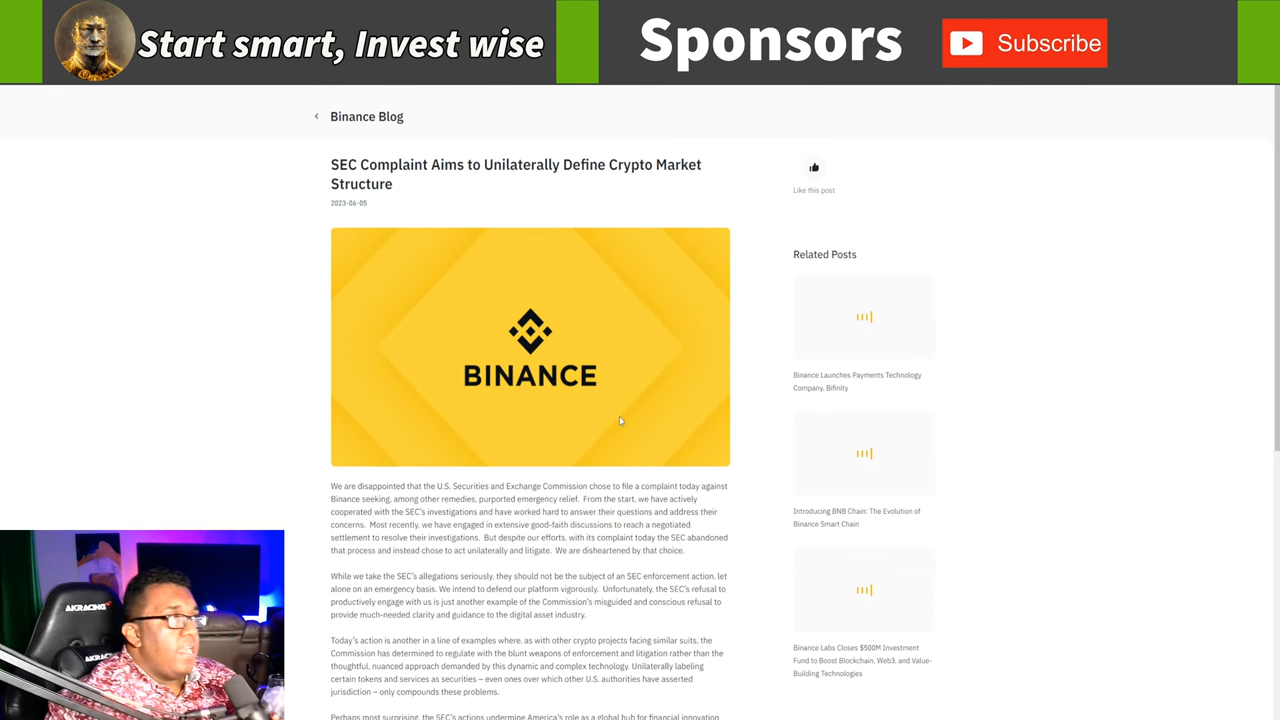 Start smart, Invest wise
Sponsors
Subscribe
Binance Blog
SEC Complaint Aims to Unilaterally Define Crypto Market
Structure
2023-06-05
Like this post
Related Posts
BINANCE
Binance Launches Payments Technology
Company, Bifinity
Introducing BNB Chain: The Evolution of
Binance Smart Chain
Binance Labs Closes $500M Investment
Fund to Boost Blockchain, Web3, and Value-
Building Technologies
We are disappointed that the U.S. Securities and Exchange Commission chose to file a complaint today against
Binance seeking, among other remedies, purported emergency relief.  From the start, we have actively
cooperated with the SEC's investigations and have worked hard to answer their questions and address their
concerns.  Most recently, we have engaged in extensive good-faith discussions to reach a negotiated
settlement to resolve their investigations.  But despite our efforts, with its complaint today the SEC abandoned
that process and instead chose to act unilaterally and litigate.  We are disheartened by that choice.
While we take the SEC's allegations seriously, they should not be the subject of an SEC enforcement action, let
alone on an emergency basis. We intend to defend our platform vigorously.  Unfortunately, the SEC's refusal to
productively engage with us is just another example of the Commission's misguided and conscious refusal to
provide much-needed clarity and guidance to the digital asset industry.
Today's action is another in a line of examples where, as with other crypto projects facing similar suits, the
Commission has determined to regulate with the blunt weapons of enforcement and litigation rather than the
thoughtful, nuanced approach demanded by this dynamic and complex technology. Unilaterally labeling
certain tokens and services as securities – even ones over which other U.S. authorities have asserted
jurisdiction – only compounds these problems.
Perhaps most surprising, the SEC's actions undermine America's role as a global hub for financial innovation
AKRACING